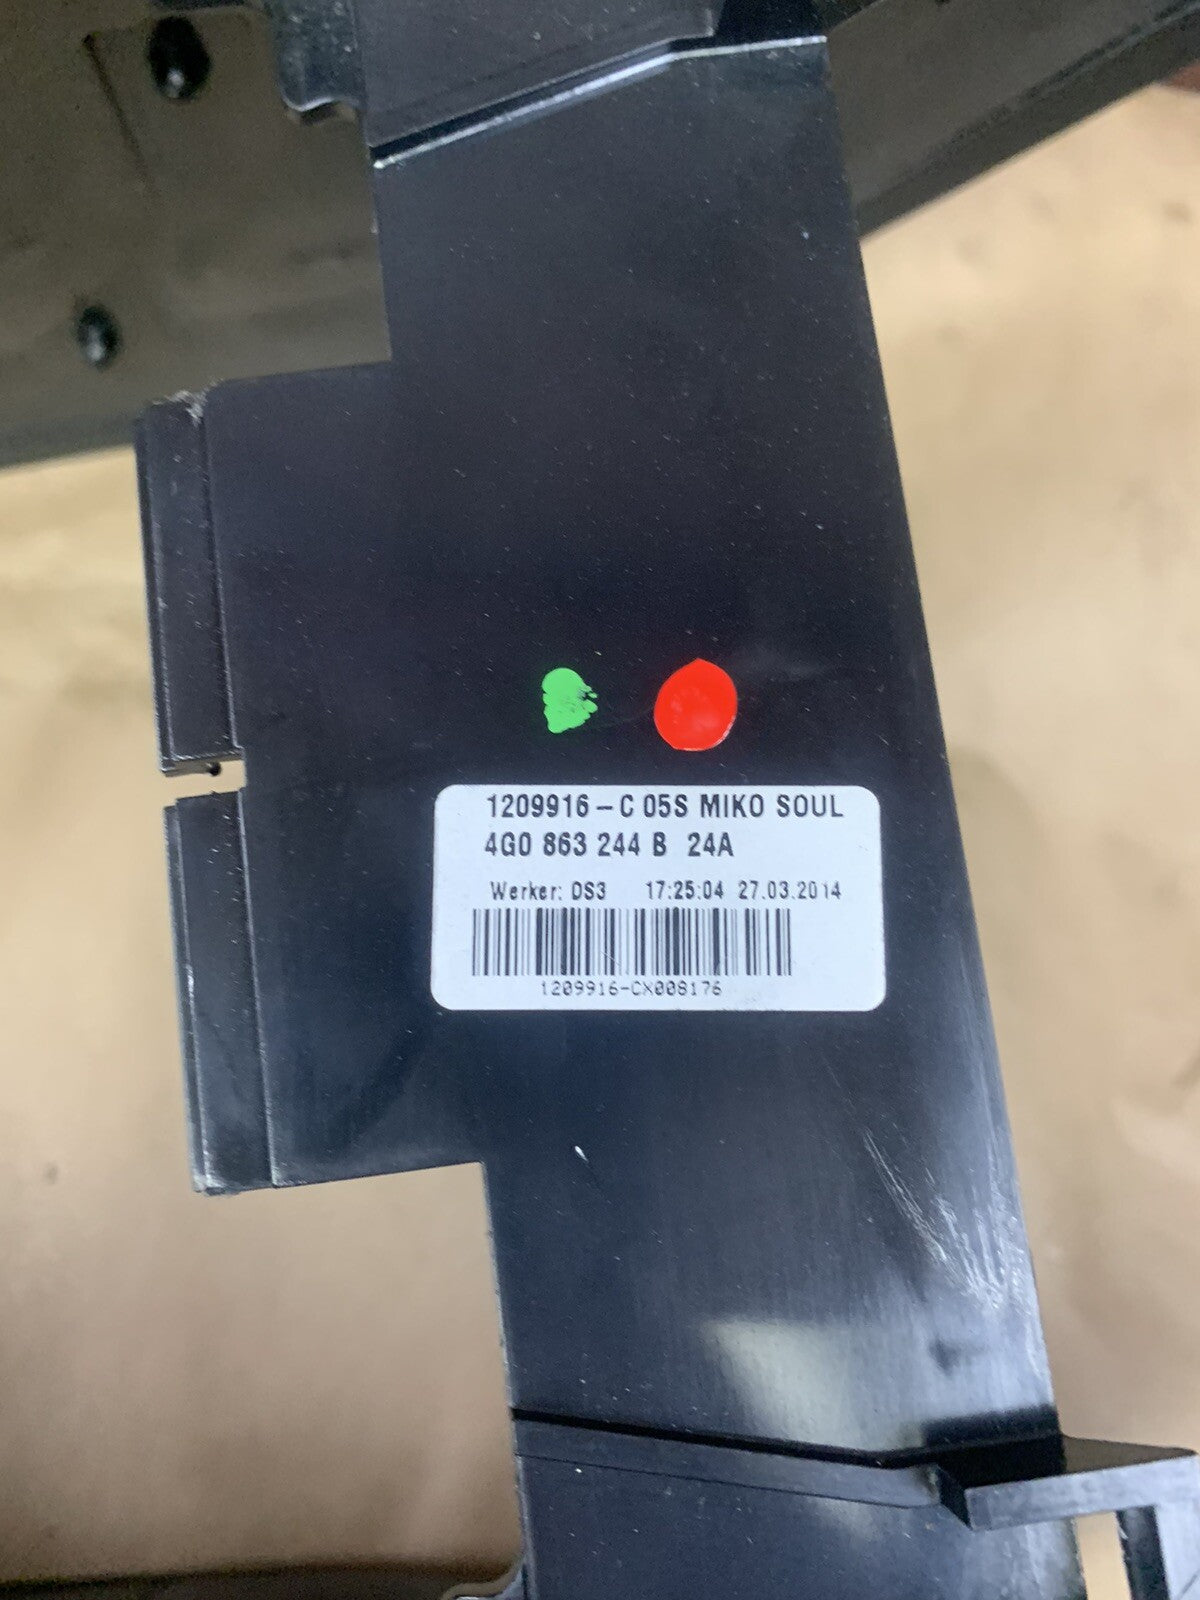 1209916-C 05S MIKO SOUL
4G0 863 244 B 24A
Werker: DS3 17:25:04 27.03.2014
1209916-CX008176